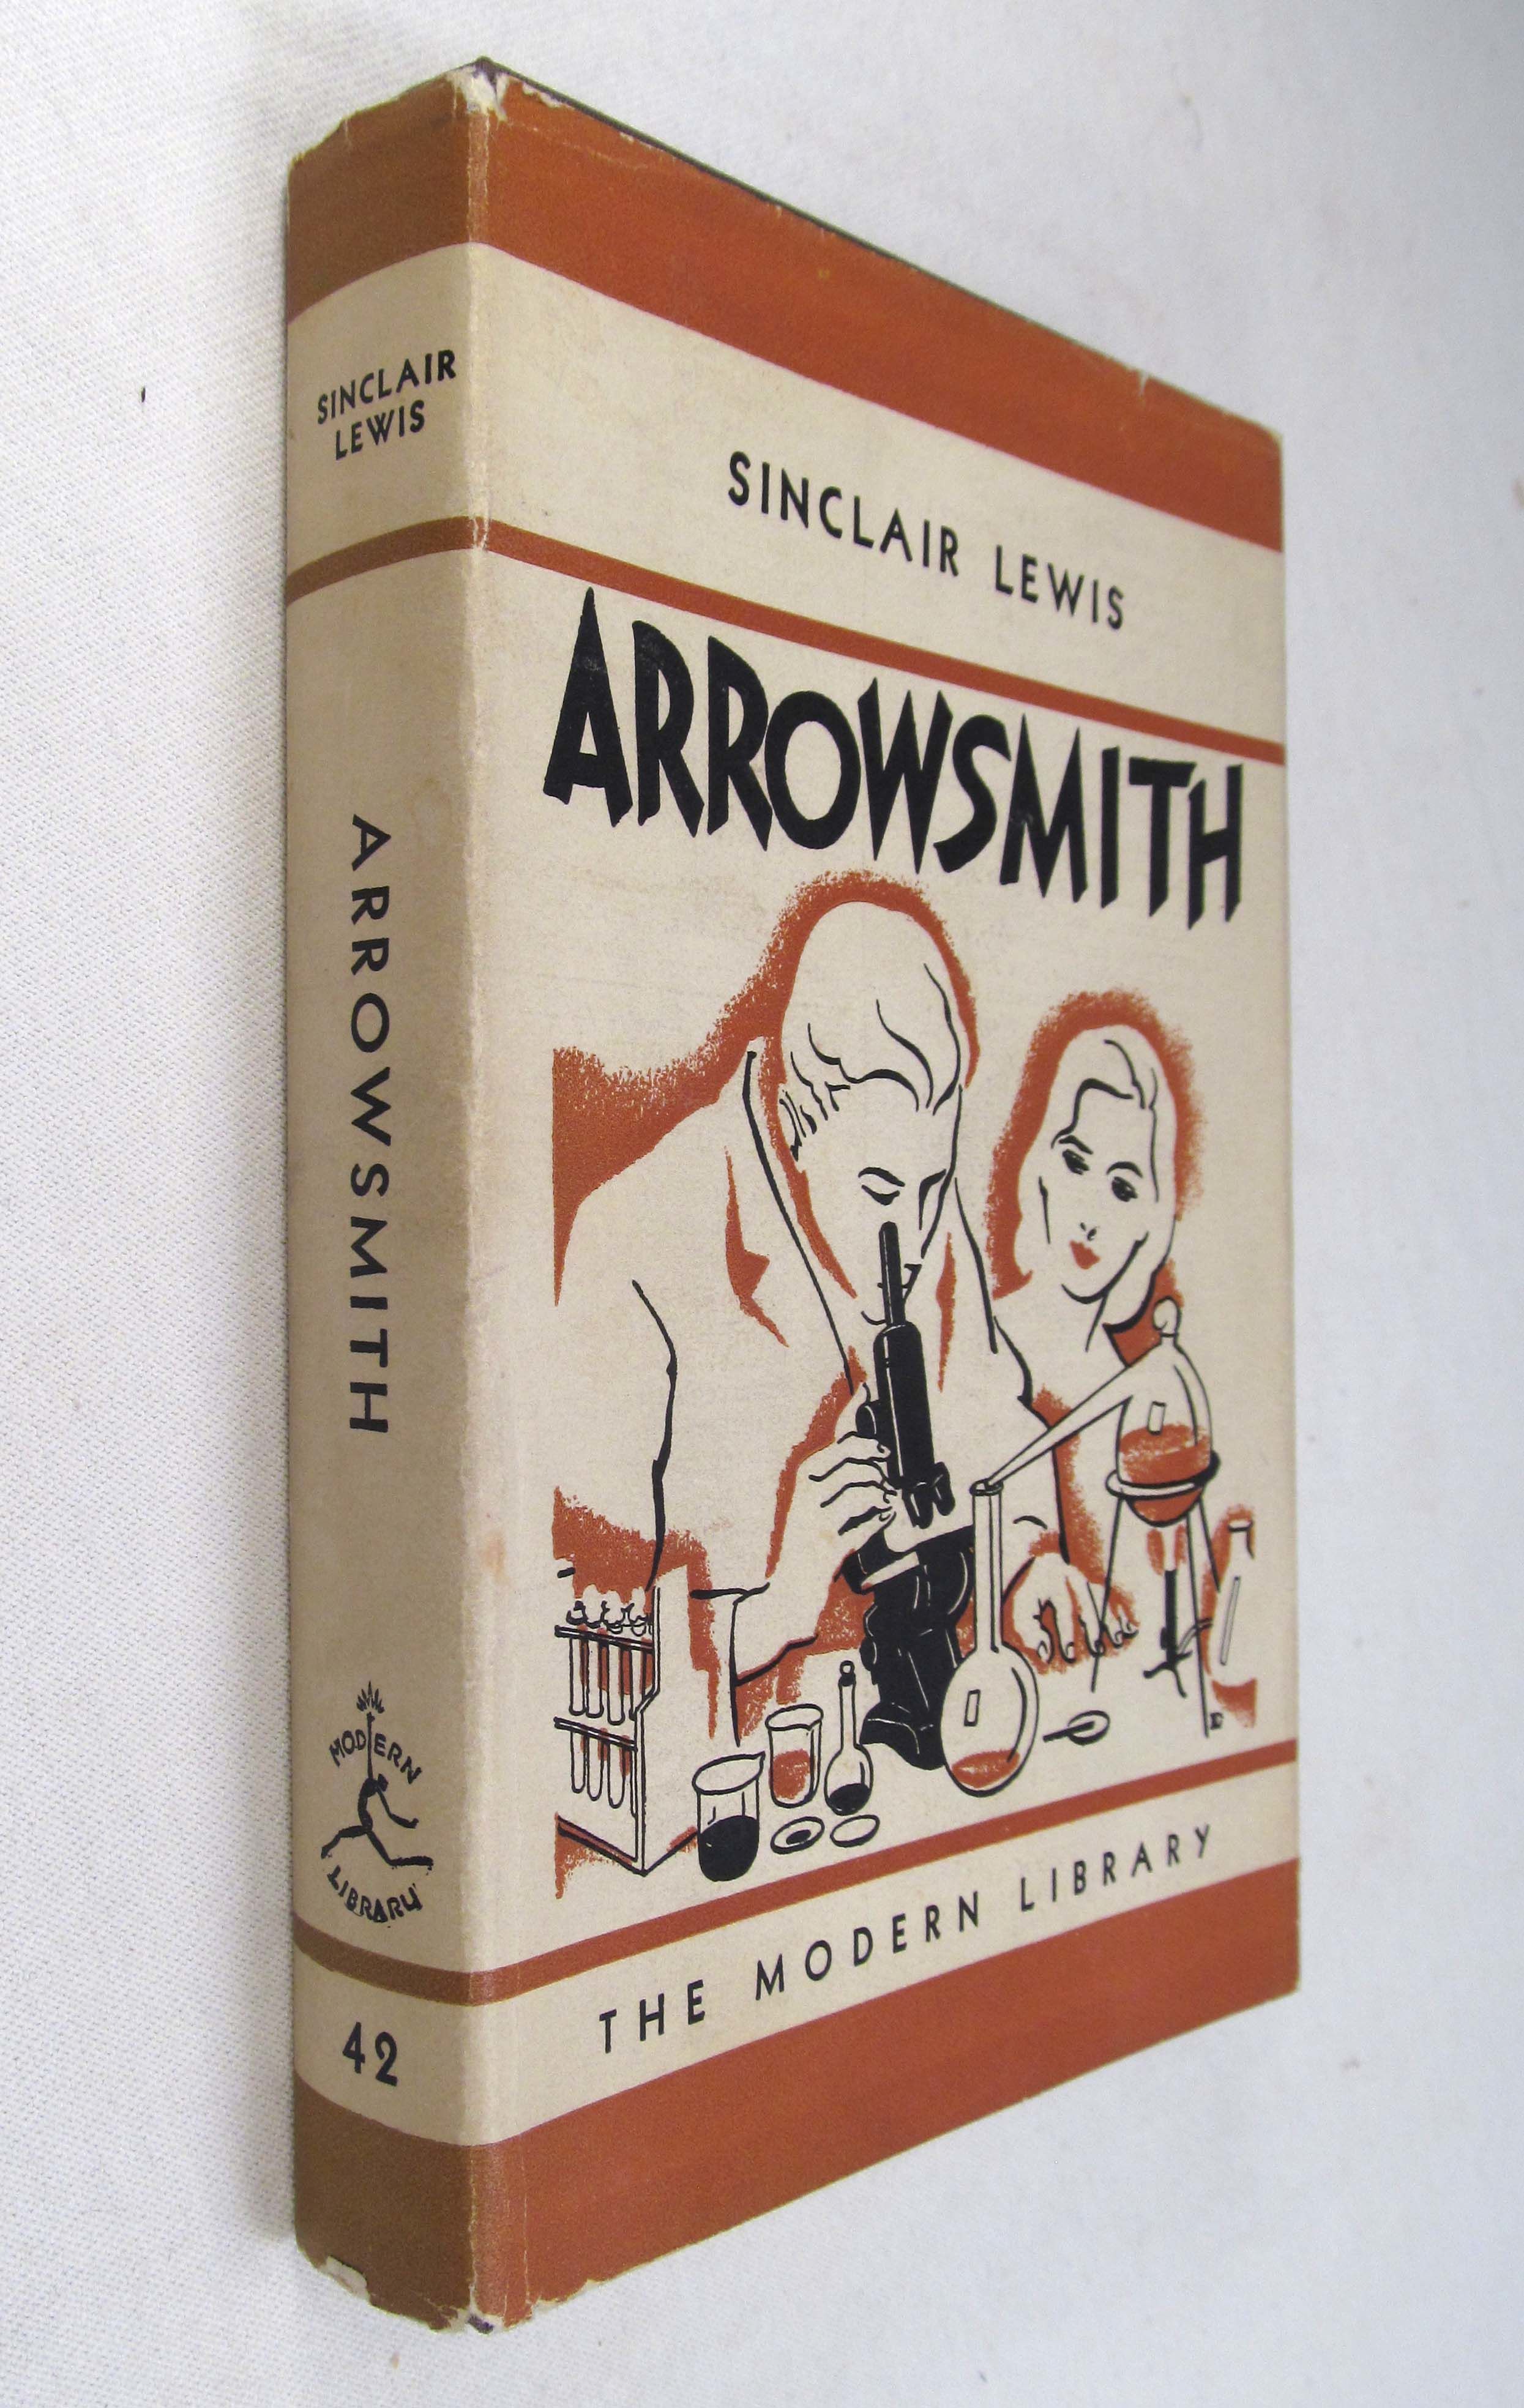 SINCLAIR
LEWIS
ARROWSMITH
MODERN
LIBRARY
42
SINCLAIR LEWIS
ARROWSMITH
THE MODERN LIBRARY